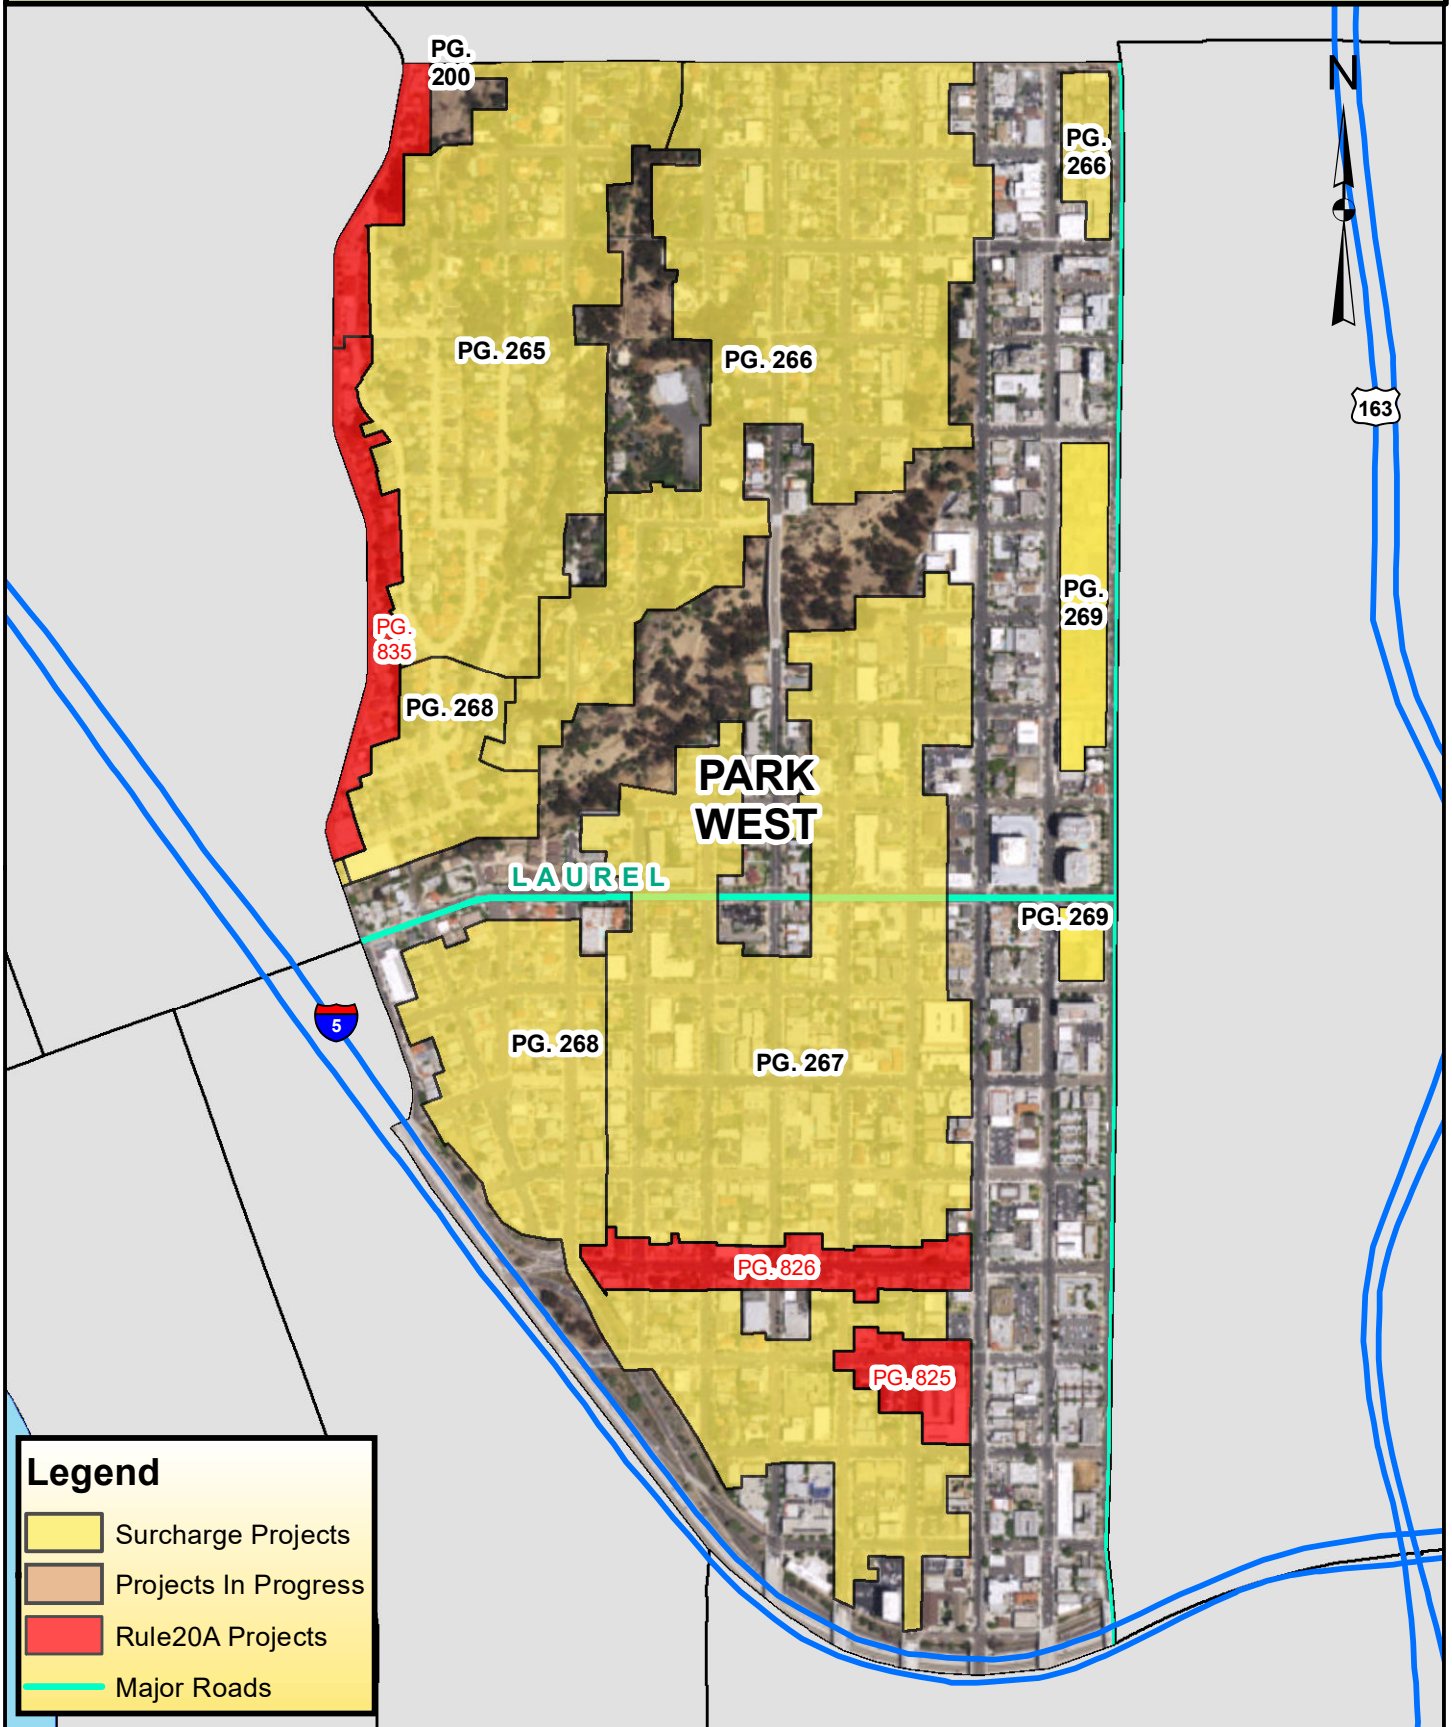 PG.
200
N
PG.
266
PG. 265
PG. 266
163
PG.
269
PG.
835
PG. 268
PARK
WEST
LAUREL
PG. 269
5
PG. 268
PG. 267
PG. 826
PG. 825
Legend
Surcharge Projects
Projects In Progress
Rule20A Projects
Major Roads